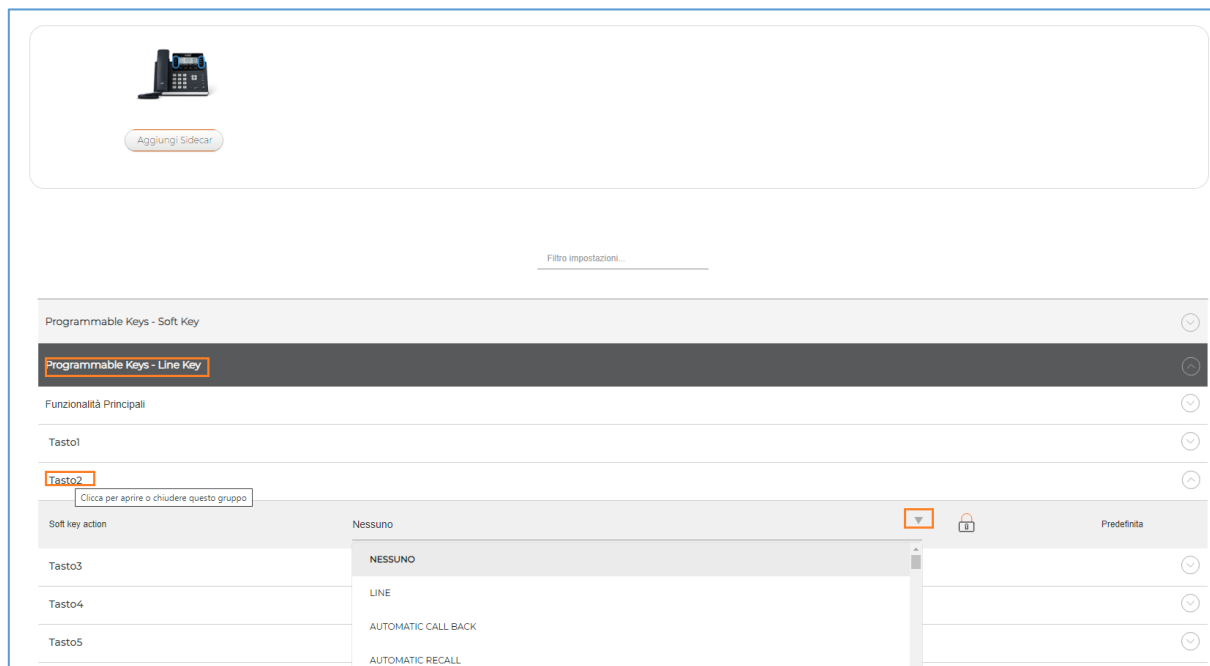 Aggiungi Sidecar
Filtro impostazioni...
Programmable Keys - Soft Key
Programmable Keys - Line Key
Funzionalità Principali
Tasto1
Tasto2
Clicca per aprire o chiudere questo gruppo
Soft key action Nessuno Predefinita
NESSUNO
Tasto3
LINE
Tasto4
AUTOMATIC CALL BACK
Tasto5
AUTOMATIC RECALL